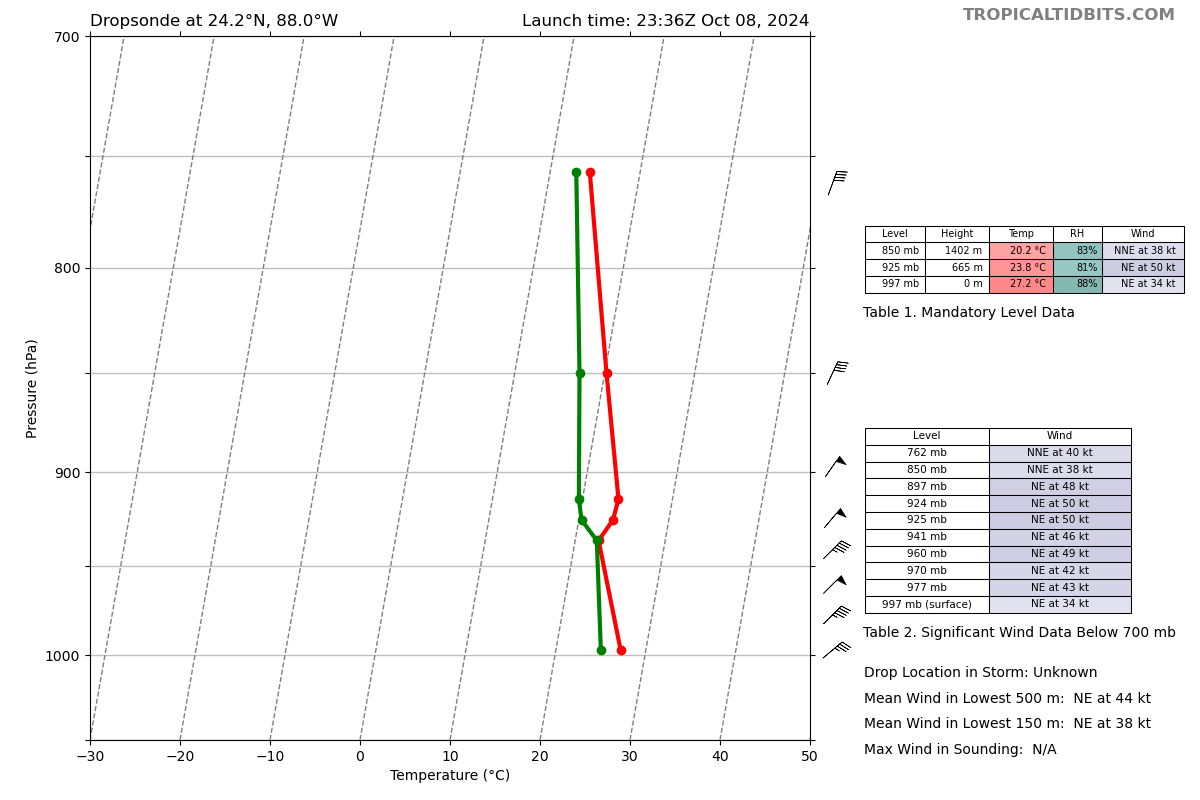 Dropsonde at 24.2°N, 88.0°W
Launch time: 23:36Z Oct 08, 2024
TROPICALTIDBITS.COM
700
800
900
1000
Pressure (hPa)
−30 −20 −10 0 10 20 30 40 50
Temperature (°C)
Level Height Temp RH Wind
850 mb 1402 m 20.2 °C 83% NNE at 38 kt
925 mb 665 m 23.8 °C 81% NE at 50 kt
997 mb 0 m 27.2 °C 88% NE at 34 kt
Table 1. Mandatory Level Data
Level Wind
762 mb NNE at 40 kt
850 mb NNE at 38 kt
897 mb NE at 48 kt
924 mb NE at 50 kt
925 mb NE at 50 kt
941 mb NE at 46 kt
960 mb NE at 49 kt
970 mb NE at 42 kt
977 mb NE at 43 kt
997 mb (surface) NE at 34 kt
Table 2. Significant Wind Data Below 700 mb
Drop Location in Storm: Unknown
Mean Wind in Lowest 500 m: NE at 44 kt
Mean Wind in Lowest 150 m: NE at 38 kt
Max Wind in Sounding: N/A